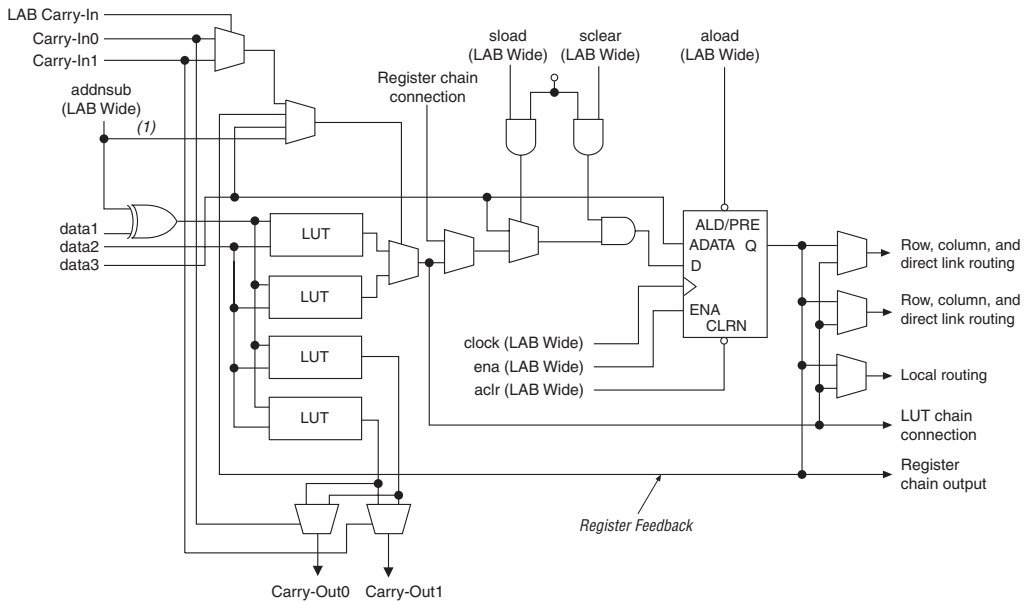 LAB Carry-In
Carry-In0
Carry-In1
addnsub
(LAB Wide)
(1)
Register chain
connection
sload
(LAB Wide)
sclear
(LAB Wide)
aload
(LAB Wide)
data1
data2
data3
LUT
LUT
LUT
LUT
ALD/PRE
ADATA Q
D
ENA
CLRN
clock (LAB Wide)
ena (LAB Wide)
aclr (LAB Wide)
Row, column, and
direct link routing
Row, column, and
direct link routing
Local routing
LUT chain
connection
Register
chain output
Register Feedback
Carry-Out0
Carry-Out1